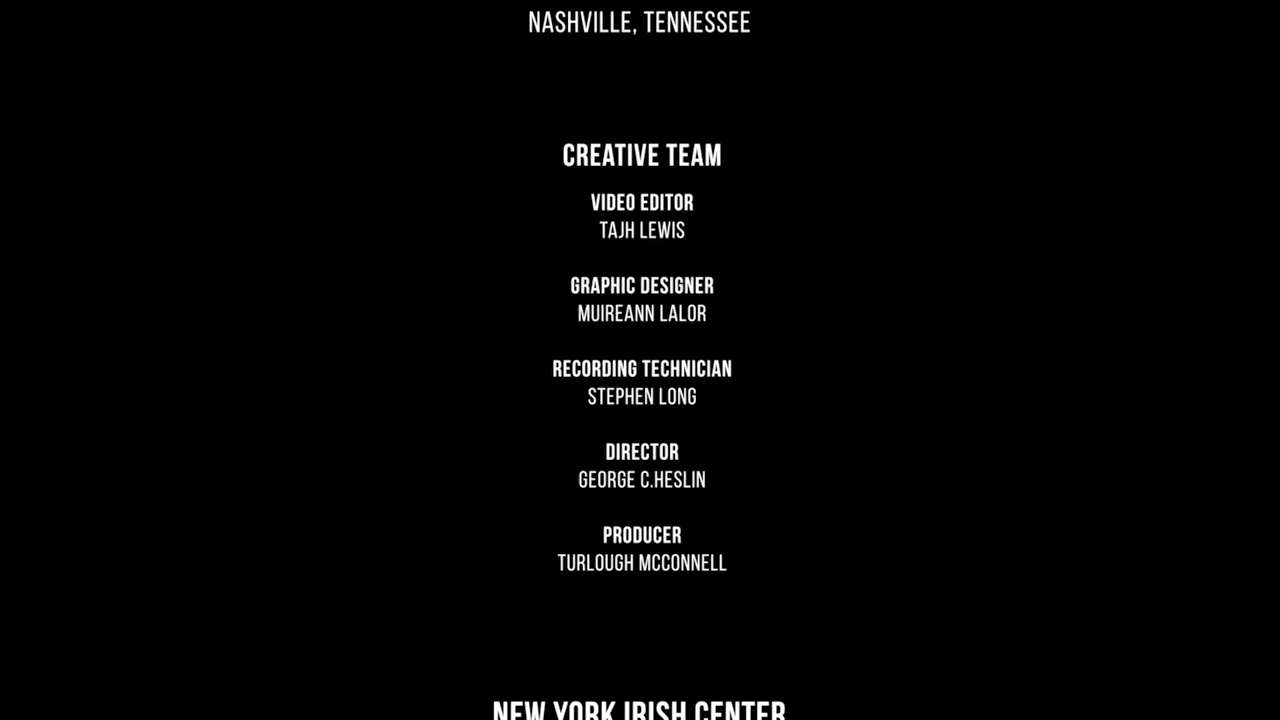 NASHVILLE, TENNESSEE
CREATIVE TEAM
VIDEO EDITOR
TAJH LEWIS
GRAPHIC DESIGNER
MUIREANN LALOR
RECORDING TECHNICIAN
STEPHEN LONG
DIRECTOR
GEORGE C.HESLIN
PRODUCER
TURLOUGH MCCONNELL
NEW YORK IRISH CENTER